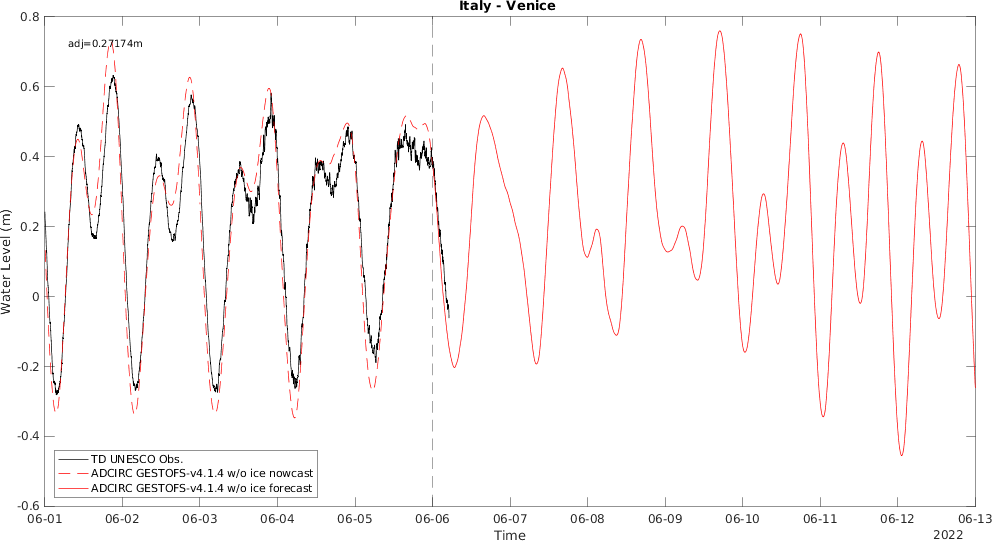 Italy - Venice
adj=0.27174m
Water Level (m)
0.8
0.6
0.4
0.2
0
-0.2
-0.4
-0.6
TD UNESCO Obs.
ADCIRC GESTOFS-v4.1.4 w/o ice nowcast
ADCIRC GESTOFS-v4.1.4 w/o ice forecast
06-01 06-02 06-03 06-04 06-05 06-06 06-07 06-08 06-09 06-10 06-11 06-12 06-13
Time
2022